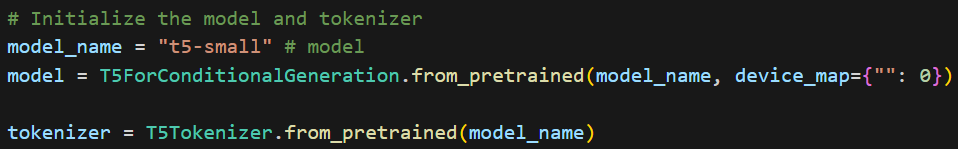 # Initialize the model and tokenizer
model_name = "t5-small" # model
model = T5ForConditionalGeneration.from_pretrained(model_name, device_map={"": 0})
tokenizer = T5Tokenizer.from_pretrained(model_name)